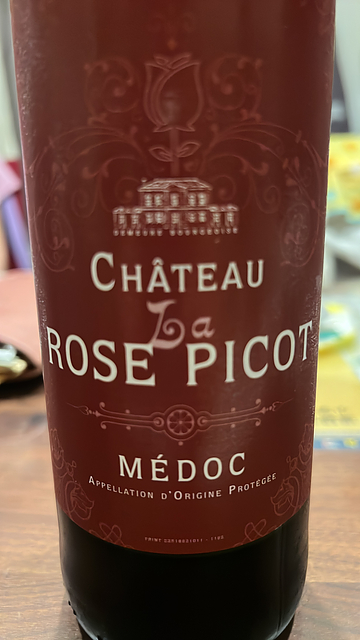 CHÂTEAU
La
ROSE PICOT
MÉDOC
APPELLATION D'ORIGINE PROTÉGÉE